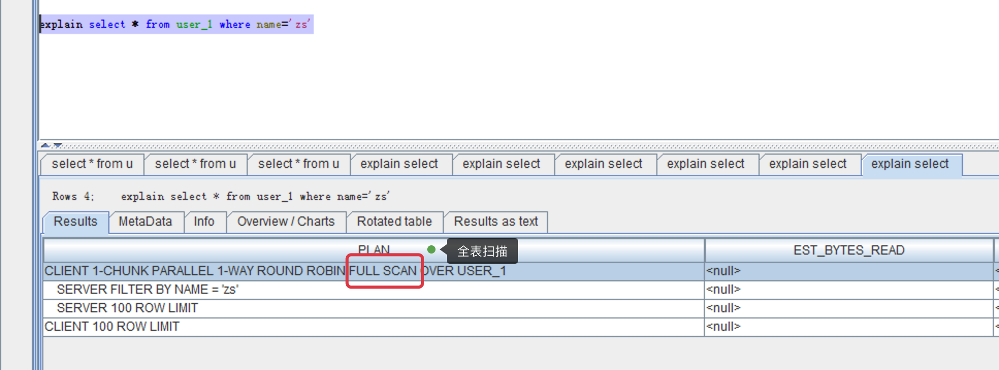 explain select * from user_1 where name='zs'
select * from u select * from u select * from u explain select explain select explain select explain select explain select explain select
Rows 4; explain select * from user_1 where name='zs'
Results MetaData Info Overview / Charts Rotated table Results as text
PLAN 全表扫描 EST_BYTES_READ
CLIENT 1-CHUNK PARALLEL 1-WAY ROUND ROBIN FULL SCAN OVER USER_1 <null> <
SERVER FILTER BY NAME = 'zs' <null> <
SERVER 100 ROW LIMIT <null> <
CLIENT 100 ROW LIMIT <null> <